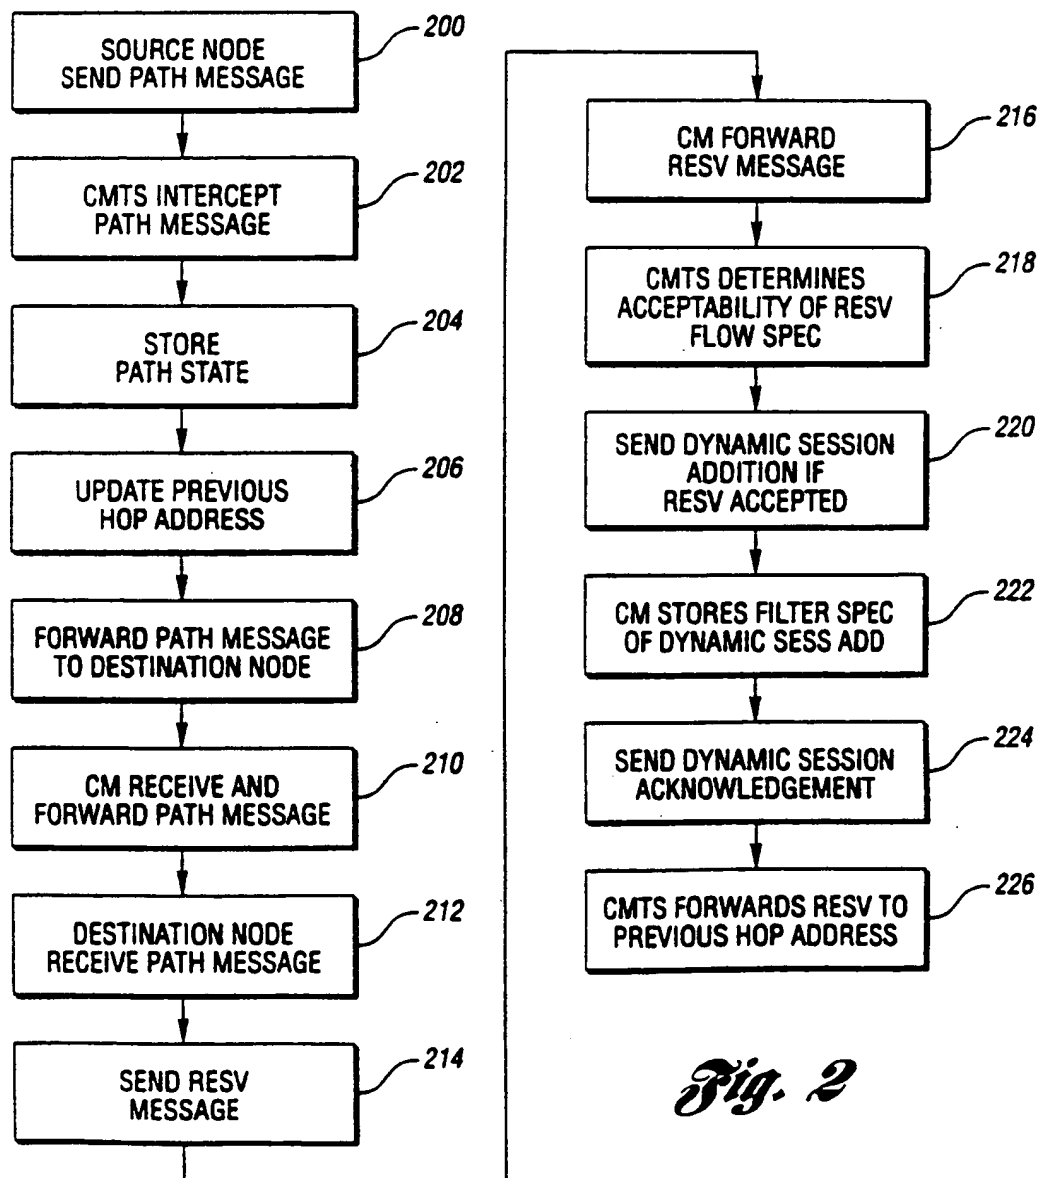 SOURCE NODE
SEND PATH MESSAGE
200
CMTS INTERCEPT
PATH MESSAGE
202
STORE
PATH STATE
204
UPDATE PREVIOUS
HOP ADDRESS
206
FORWARD PATH MESSAGE
TO DESTINATION NODE
208
CM RECEIVE AND
FORWARD PATH MESSAGE
210
DESTINATION NODE
RECEIVE PATH MESSAGE
212
SEND RESV
MESSAGE
214
CM FORWARD
RESV MESSAGE
216
CMTS DETERMINES
ACCEPTABILITY OF RESV
FLOW SPEC
218
SEND DYNAMIC SESSION
ADDITION IF
RESV ACCEPTED
220
CM STORES FILTER SPEC
OF DYNAMIC SESS ADD
222
SEND DYNAMIC SESSION
ACKNOWLEDGEMENT
224
CMTS FORWARDS RESV TO
PREVIOUS HOP ADDRESS
226
Fig. 2